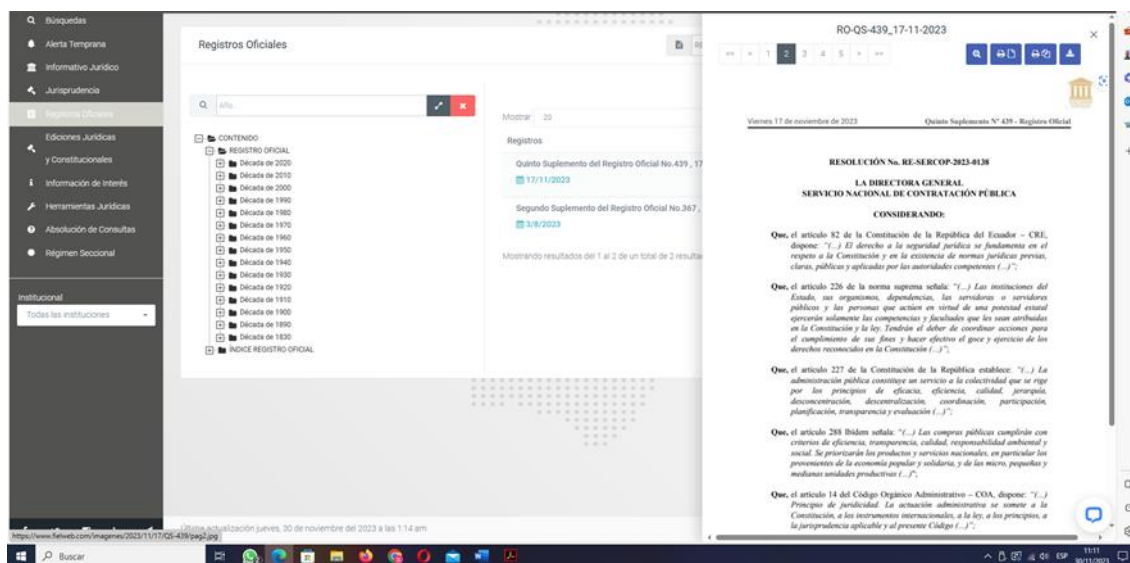 Búsquedas
Alerta Temprana
Informativo Jurídico
Jurisprudencia
Registros Oficiales
Ediciones Jurídicas
y Constitucionales
Información de Interés
Herramientas Jurídicas
Absolución de Consultas
Régimen Seccional
Institucional
Todas las instituciones
https://www.fielweb.com/imagenes/2023/11/17/QS-439/pag2.jpg
Registros Oficiales
Año...
CONTENIDO
REGISTRO OFICIAL
Década de 2020
Década de 2010
Década de 2000
Década de 1990
Década de 1980
Década de 1970
Década de 1960
Década de 1950
Década de 1940
Década de 1930
Década de 1920
Década de 1910
Década de 1900
Década de 1890
Década de 1830
ÍNDICE REGISTRO OFICIAL
Mostrar 20
Registros
Quinto Suplemento del Registro Oficial No.439 , 17
17/11/2023
Segundo Suplemento del Registro Oficial No.367 ,
3/8/2023
Mostrando resultados del 1 al 2 de un total de 2 resulta
Última actualización jueves, 30 de noviembre del 2023 a las 1:14 am
RO-QS-439_17-11-2023
×
«« « 1 2 3 4 5 » »»
Viernes 17 de noviembre de 2023 Quinto Suplemento Nº 439 - Registro Oficial
RESOLUCIÓN No. RE-SERCOP-2023-0138
LA DIRECTORA GENERAL
SERVICIO NACIONAL DE CONTRATACIÓN PÚBLICA
CONSIDERANDO:
Que, el artículo 82 de la Constitución de la República del Ecuador – CRE,
dispone: “(...) El derecho a la seguridad jurídica se fundamenta en el
respeto a la Constitución y en la existencia de normas jurídicas previas,
claras, públicas y aplicadas por las autoridades competentes (...)”;
Que, el artículo 226 de la norma suprema señala: “(...) Las instituciones del
Estado, sus organismos, dependencias, las servidoras o servidores
públicos y las personas que actúen en virtud de una potestad estatal
ejercerán solamente las competencias y facultades que les sean atribuidas
en la Constitución y la ley. Tendrán el deber de coordinar acciones para
el cumplimiento de sus fines y hacer efectivo el goce y ejercicio de los
derechos reconocidos en la Constitución (...)”;
Que, el artículo 227 de la Constitución de la República establece: “(...) La
administración pública constituye un servicio a la colectividad que se rige
por los principios de eficacia, eficiencia, calidad, jerarquía,
desconcentración, descentralización, coordinación, participación,
planificación, transparencia y evaluación (...)”;
Que, el artículo 288 Ibídem señala: “(...) Las compras públicas cumplirán con
criterios de eficiencia, transparencia, calidad, responsabilidad ambiental y
social. Se priorizarán los productos y servicios nacionales, en particular los
provenientes de la economía popular y solidaria, y de las micro, pequeñas y
medianas unidades productivas (...)”;
Que, el artículo 14 del Código Orgánico Administrativo – COA, dispone: “(...)
Principio de juridicidad. La actuación administrativa se somete a la
Constitución, a los instrumentos internacionales, a la ley, a los principios, a
la jurisprudencia aplicable y al presente Código (...)”;
Buscar
ESP
11:11
30/11/2023